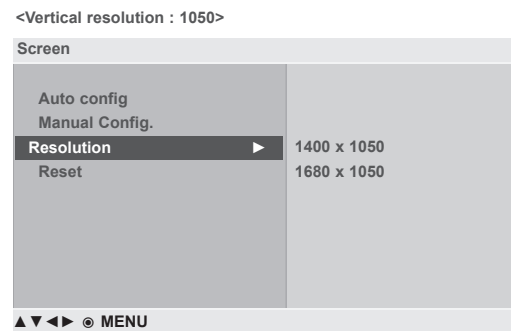 <Vertical resolution : 1050>
Screen
Auto config
Manual Config.
Resolution ► 1400 x 1050
Reset 1680 x 1050
▲▼◄► ◉ MENU